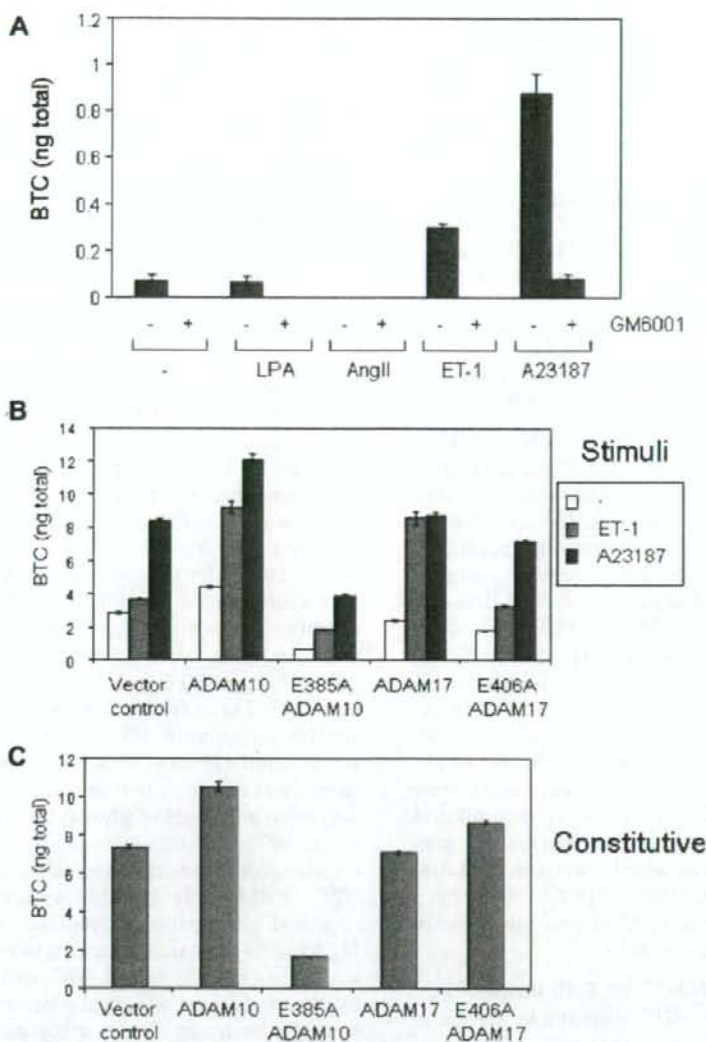 A
BTC (ng total)
1.2
1
0.8
0.6
0.4
0.2
0
- + - + - + - + - + GM6001
- LPA AngII ET-1 A23187
B
BTC (ng total)
14
12
10
8
6
4
2
0
Vector control ADAM10 E385A ADAM10 ADAM17 E406A ADAM17
Stimuli
-
ET-1
A23187
C
BTC (ng total)
12
10
8
6
4
2
0
Vector control ADAM10 E385A ADAM10 ADAM17 E406A ADAM17
Constitutive